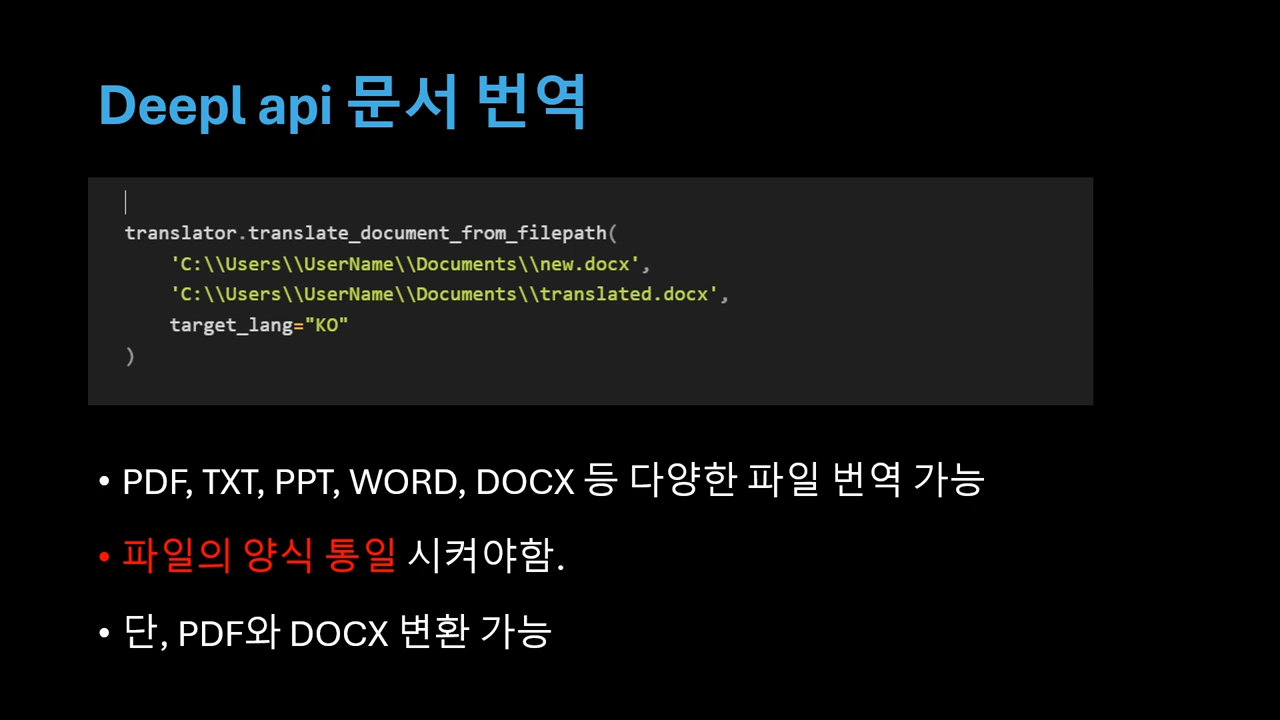 Deepl api 문서 번역
translator.translate_document_from_filepath(
'C:\\Users\\UserName\\Documents\\new.docx',
'C:\\Users\\UserName\\Documents\\translated.docx',
target_lang="KO"
)
• PDF, TXT, PPT, WORD, DOCX 등 다양한 파일 번역 가능
• 파일의 양식 통일 시켜야함.
• 단, PDF와 DOCX 변환 가능